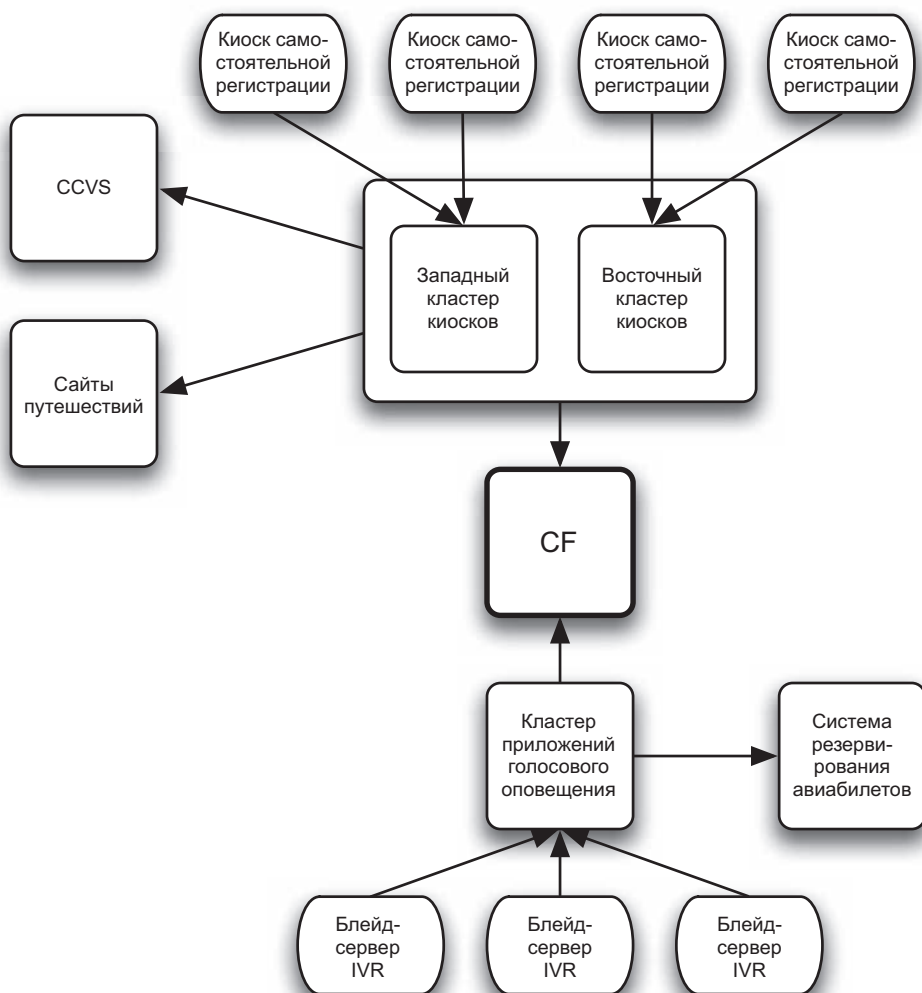 Киоск само-
стоятельной
регистрации
Киоск само-
стоятельной
регистрации
Киоск само-
стоятельной
регистрации
Киоск само-
стоятельной
регистрации
CCVS
Западный
кластер
киосков
Восточный
кластер
киосков
Сайты
путешествий
CF
Кластер
приложений
голосового
оповещения
Система
резерви-
рования
авиабилетов
Блейд-
сервер
IVR
Блейд-
сервер
IVR
Блейд-
сервер
IVR